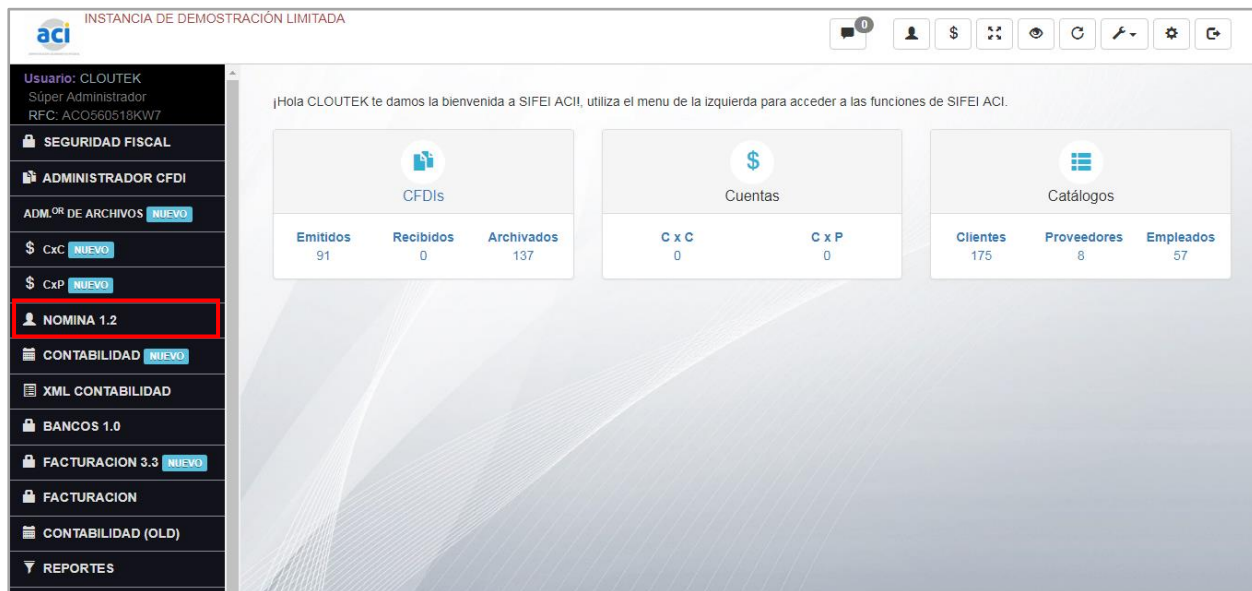 INSTANCIA DE DEMOSTRACIÓN LIMITADA
aci
0
Usuario: CLOUTEK
Súper Administrador
RFC: ACO560518KW7
SEGURIDAD FISCAL
ADMINISTRADOR CFDI
ADM.OR DE ARCHIVOS NUEVO
$ CxC NUEVO
$ CxP NUEVO
NOMINA 1.2
CONTABILIDAD NUEVO
XML CONTABILIDAD
BANCOS 1.0
FACTURACION 3.3 NUEVO
FACTURACION
CONTABILIDAD (OLD)
REPORTES
¡Hola CLOUTEK te damos la bienvenida a SIFEI ACI!, utiliza el menu de la izquierda para acceder a las funciones de SIFEI ACI.
CFDIs
Emitidos Recibidos Archivados
91 0 137
$
Cuentas
C x C C x P
0 0
Catálogos
Clientes Proveedores Empleados
175 8 57